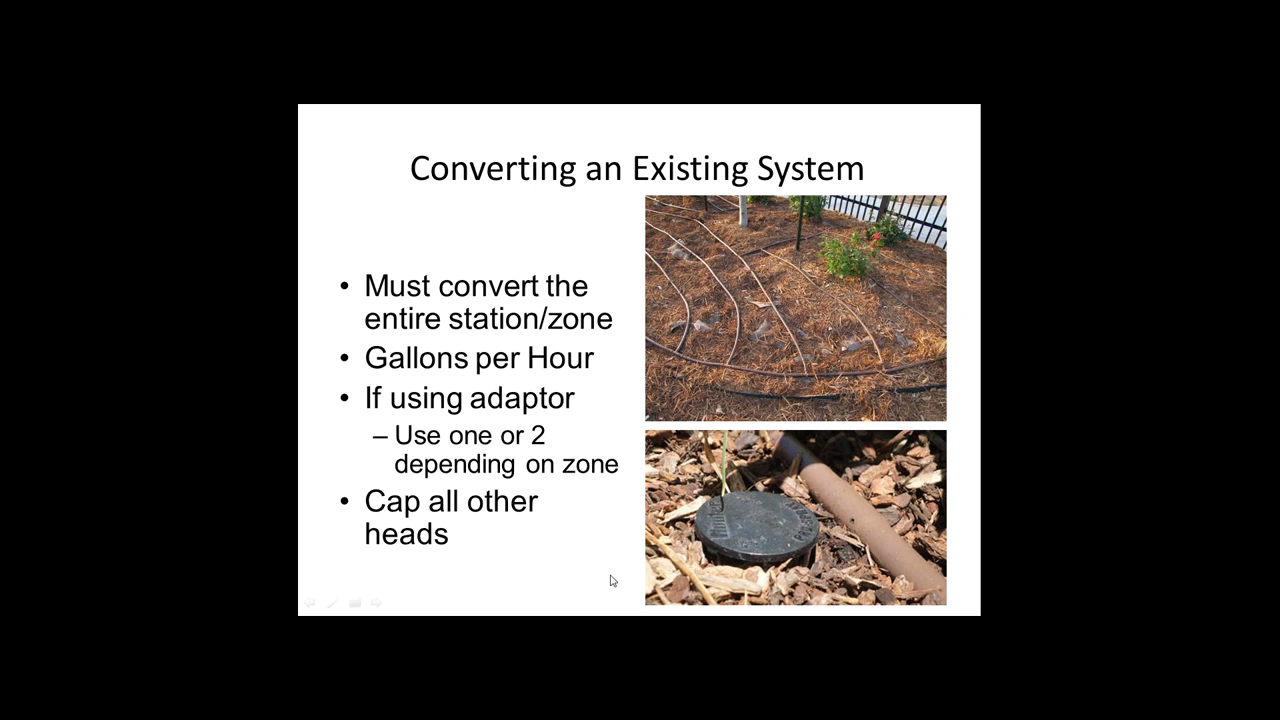 Converting an Existing System
• Must convert the
entire station/zone
• Gallons per Hour
• If using adaptor
– Use one or 2
depending on zone
• Cap all other
heads